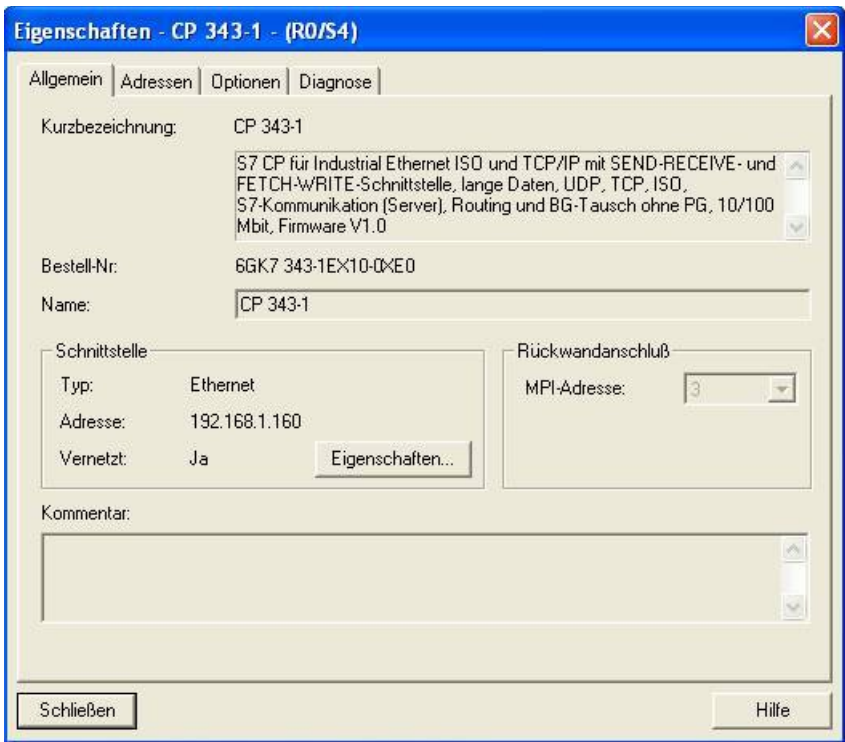 Eigenschaften - CP 343-1 - (R0/S4)
Allgemein Adressen Optionen Diagnose
Kurzbezeichnung: CP 343-1
S7 CP für Industrial Ethernet ISO und TCP/IP mit SEND-RECEIVE- und
FETCH-WRITE-Schnittstelle, lange Daten, UDP, TCP, ISO,
S7-Kommunikation (Server), Routing und BG-Tausch ohne PG, 10/100
Mbit, Firmware V1.0
Bestell-Nr: 6GK7 343-1EX10-0XE0
Name: CP 343-1
Schnittstelle
Typ: Ethernet
Adresse: 192.168.1.160
Vernetzt: Ja Eigenschaften...
Rückwandanschluß
MPI-Adresse: 3
Kommentar:
Schließen Hilfe